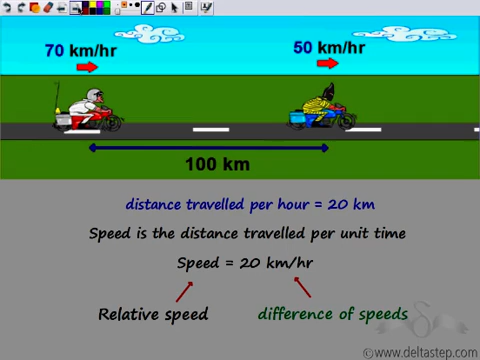 70 km/hr
50 km/hr
100 km
distance travelled per hour = 20 km
Speed is the distance travelled per unit time
Speed = 20 km/hr
Relative speed
difference of speeds
©www.deltastep.com